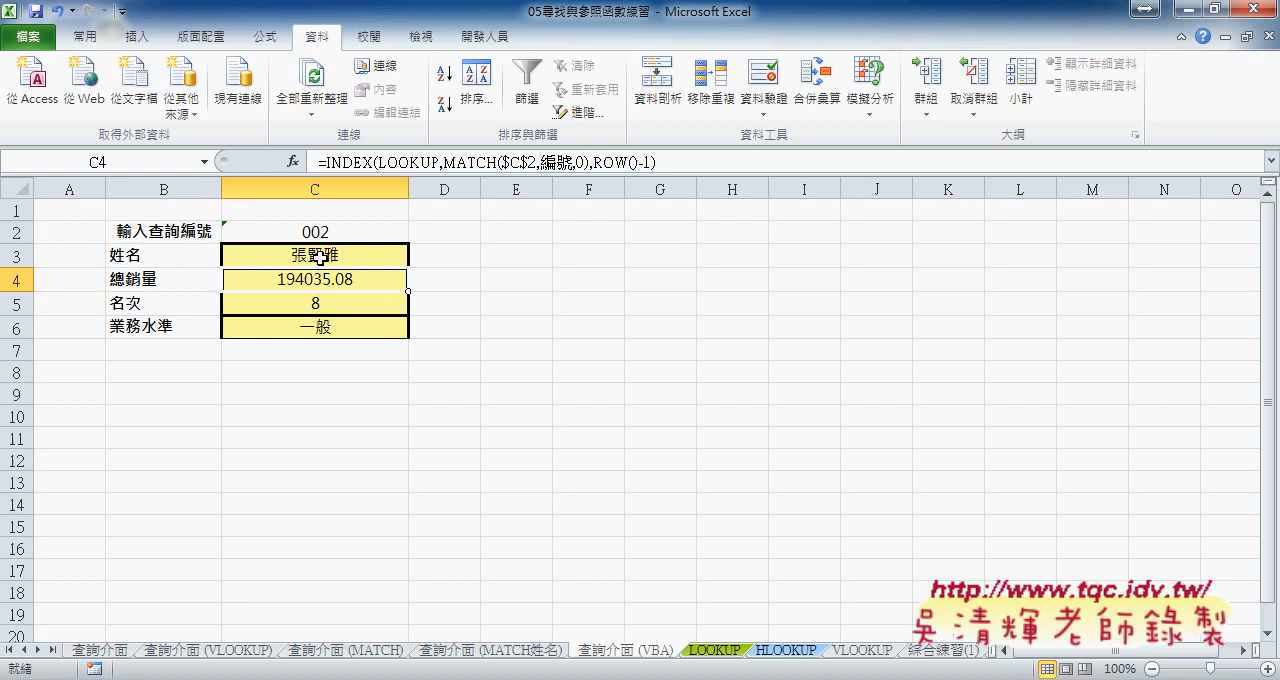 05尋找與參照函數練習 - Microsoft Excel
檔案 常用 插入 版面配置 公式 資料 校閱 檢視 開發人員
從 Access 從 Web 從文字檔 從其他來源 現有連線 全部重新整理 連線 內容 編輯連結 排序... 篩選 清除 重新套用 進階... 資料剖析 移除重複 資料驗證 合併彙算 模擬分析 群組 取消群組 小計 顯示詳細資料 隱藏詳細資料
取得外部資料 連線 排序與篩選 資料工具 大綱
C4 fx =INDEX(LOOKUP,MATCH($C$2,編號,0),ROW()-1)
A B C D E F G H I J K L M N O
1
2 輸入查詢編號 002
3 姓名 張賢雅
4 總銷量 194035.08
5 名次 8
6 業務水準 一般
7
8
9
10
11
12
13
14
15
16
17
18
19
20
http://www.tqc.idv.tw/
吳清輝老師錄製
查詢介面 查詢介面 (VLOOKUP) 查詢介面 (MATCH) 查詢介面 (MATCH姓名) 查詢介面 (VBA) LOOKUP HLOOKUP VLOOKUP 綜合練習(1)
就緒 100%